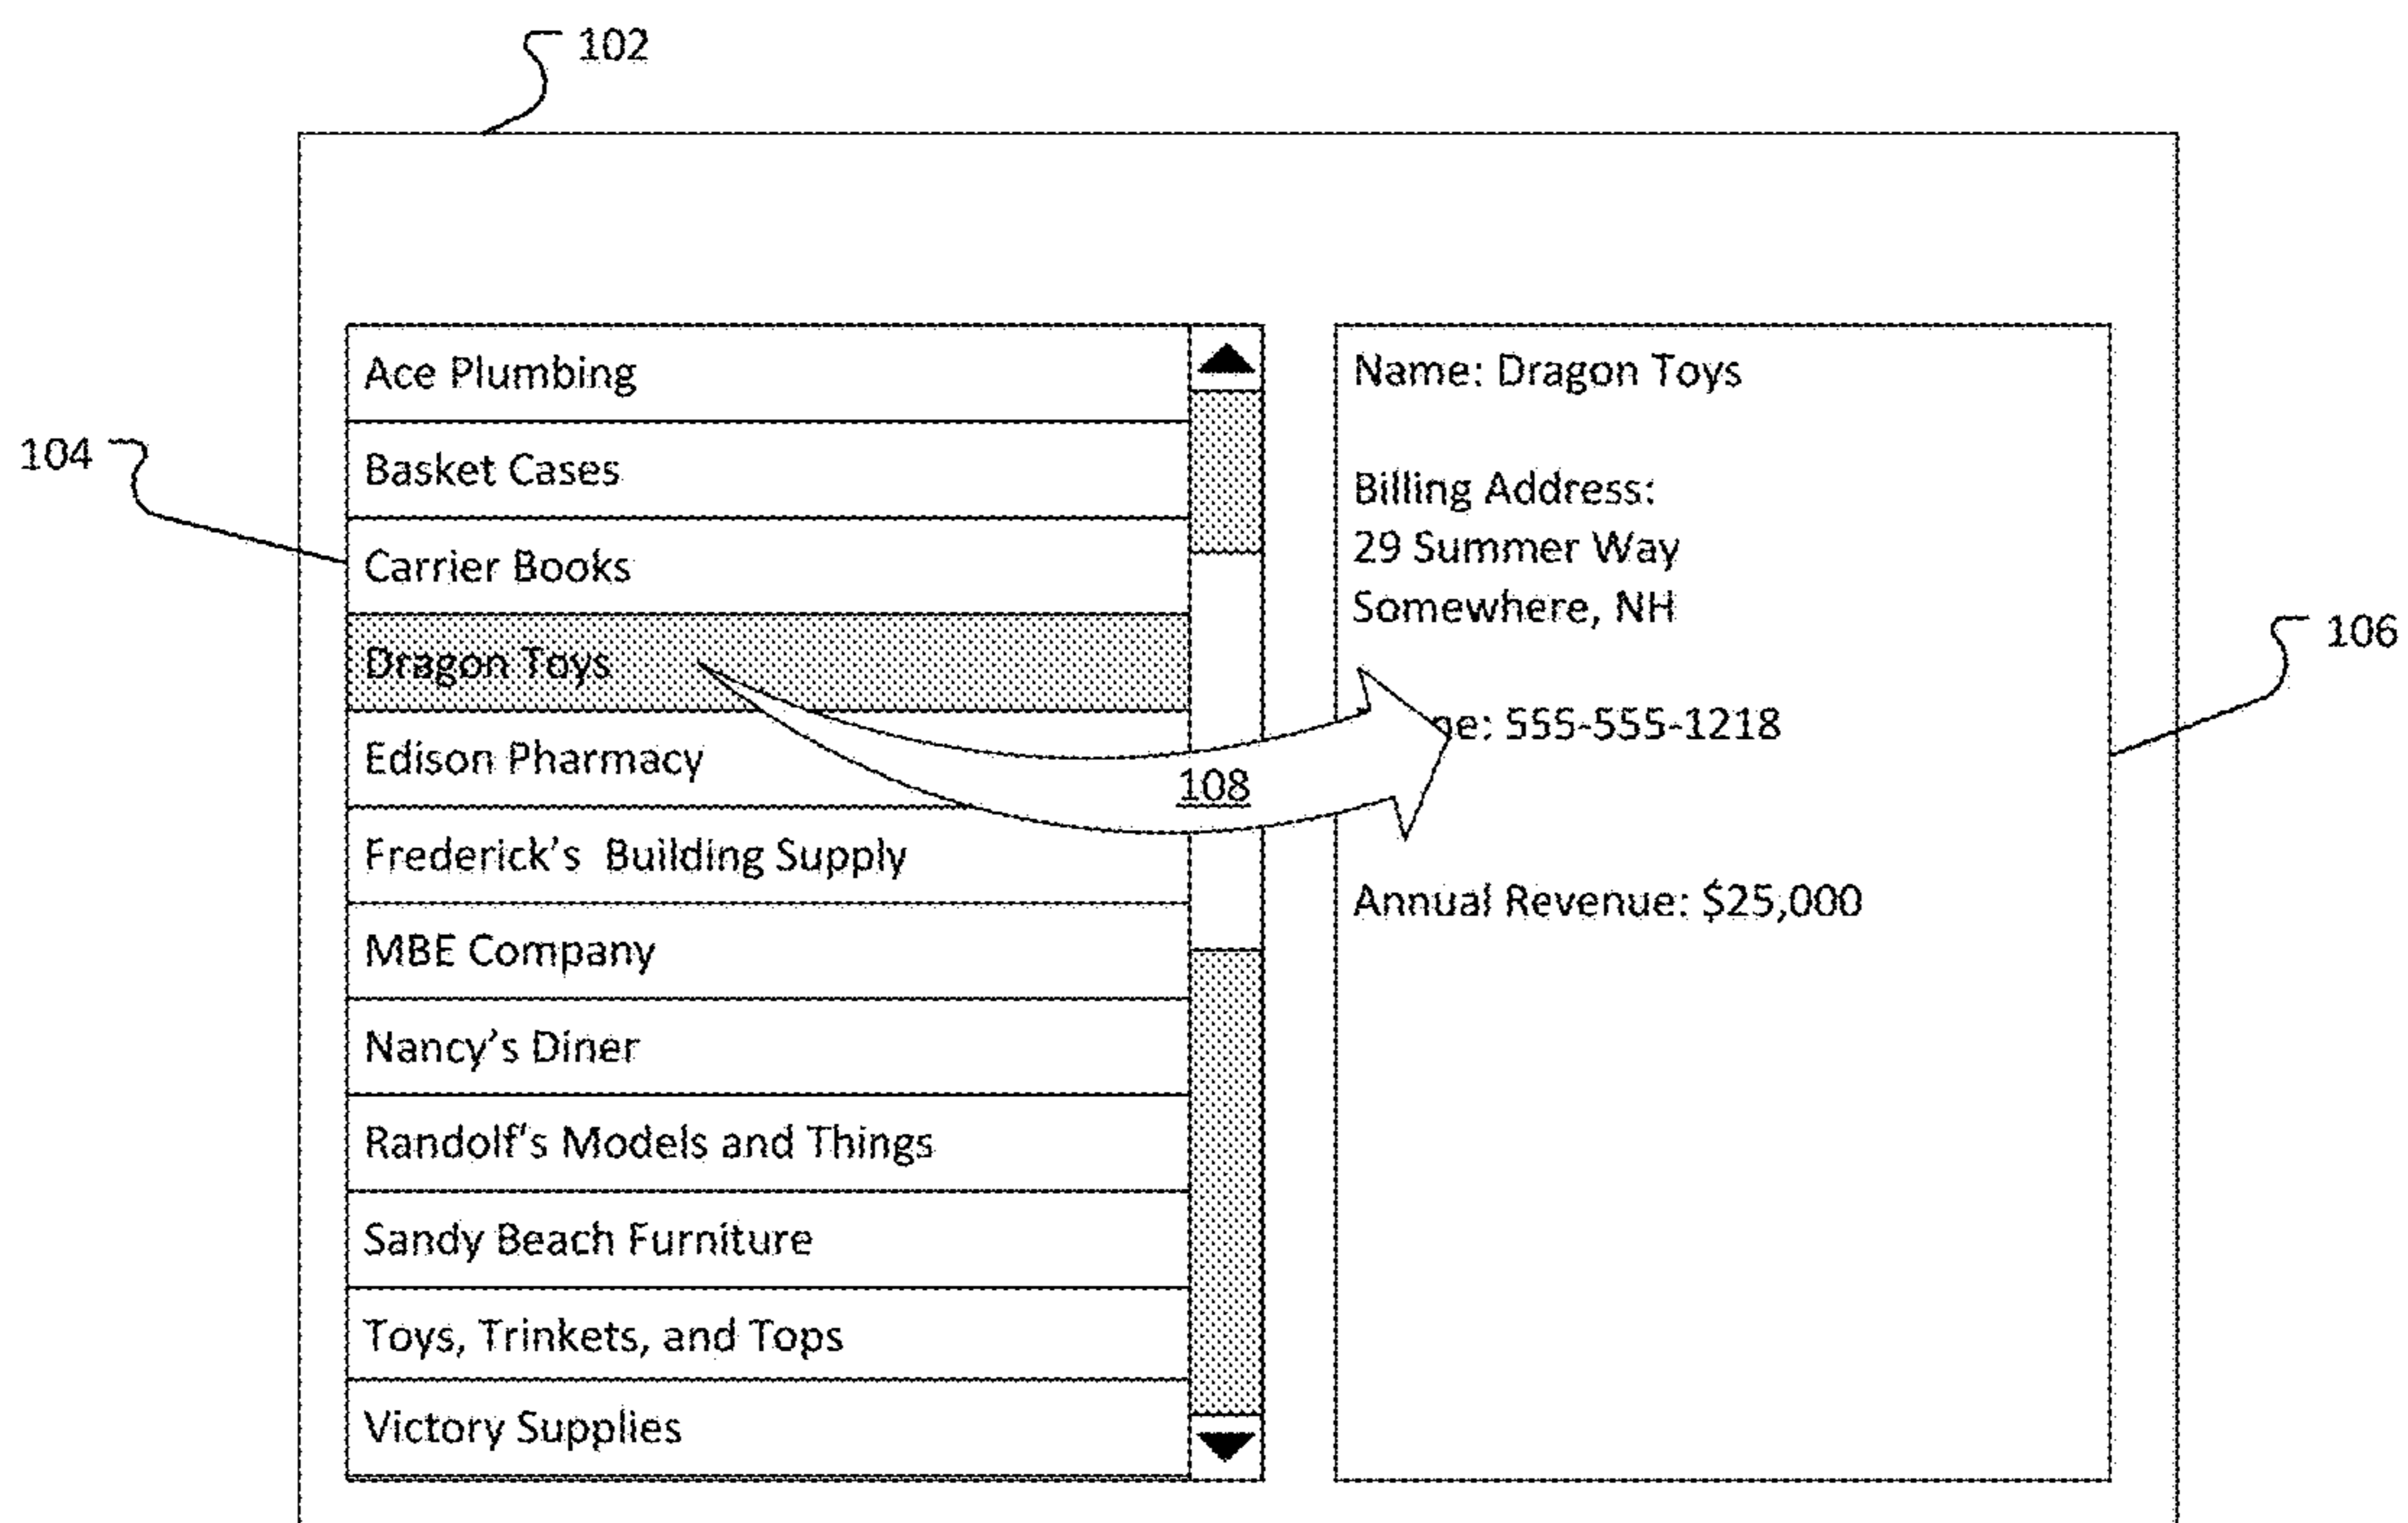 102
104
Ace Plumbing
Basket Cases
Carrier Books
Dragon Toys
Edison Pharmacy
Frederick’s  Building Supply
MBE Company
Nancy’s Diner
Randolf's Models and Things
Sandy Beach Furniture
Toys, Trinkets, and Tops
Victory Supplies
108
Name: Dragon Toys
Billing Address:
29 Summer Way
Somewhere, NH
555-555-1218
Annual Revenue: $25,000
106